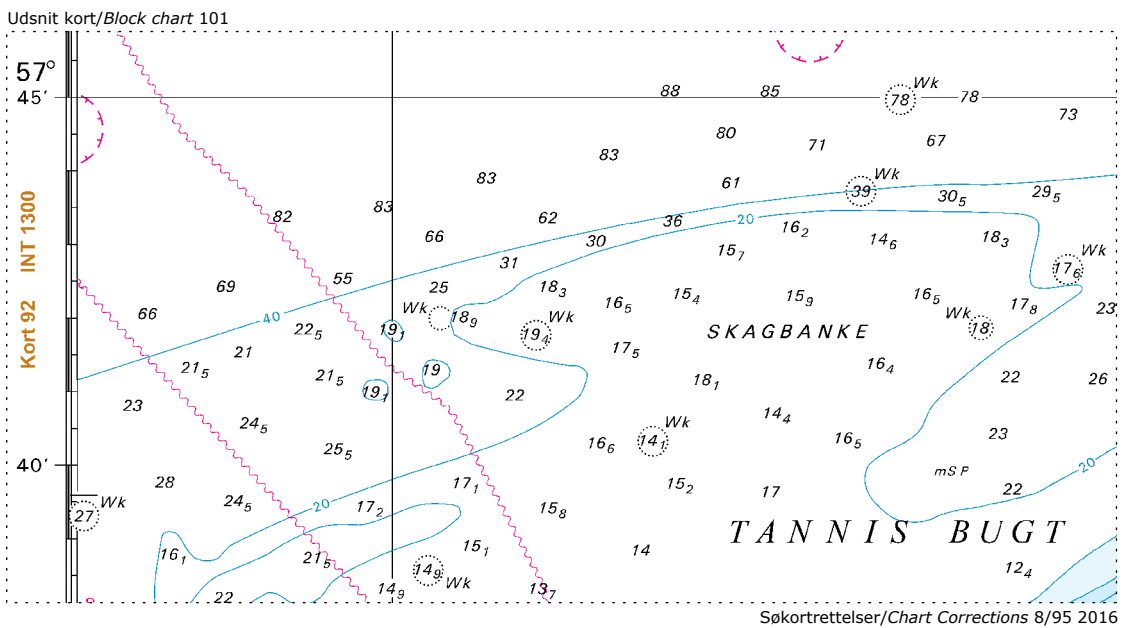 Udsnit kort/Block chart 101
57°
45′
88 85 Wk 78 78
73
80 71 67
83
83 61 Wk 39 30₅ 29₅
82 83 62 36 20
66 30 16₂ 14₆ 18₃
15₇
31 Wk 17₆
69 55 25 18₃ 15₄ 15₉ 16₅
16₅ 17₈ 23
66 40 22₅ 19₁ Wk 18₉ Wk 19₄ SKAGBANKE Wk 18
21 17₅
21₅ 21₅ 19 16₄
19₁ 22 18₁ 22 26
23 24₅ 14₄
25₅ 16₆ Wk 14₁ 16₅ 23
40′ mSP 20
28 17₁ 15₂ 17 22
Wk 27 24₅ 20 17₂ 15₈
TANNIS BUGT
16₁ 21₅ 15₁ 14
Wk 14₉ 12₄
22 14₉ 13₇
Kort 92 INT 1300
Søkortrettelser/Chart Corrections 8/95 2016